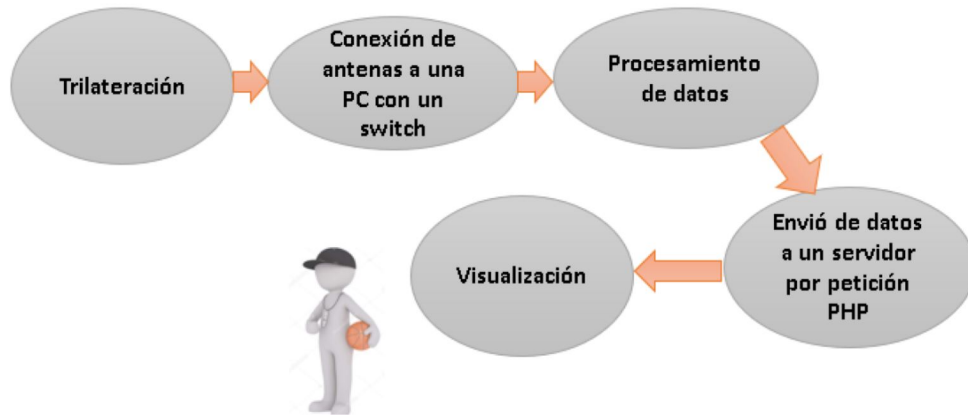 Trilateración
Conexión de
antenas a una
PC con un
switch
Procesamiento
de datos
Envió de datos
a un servidor
por petición
PHP
Visualización